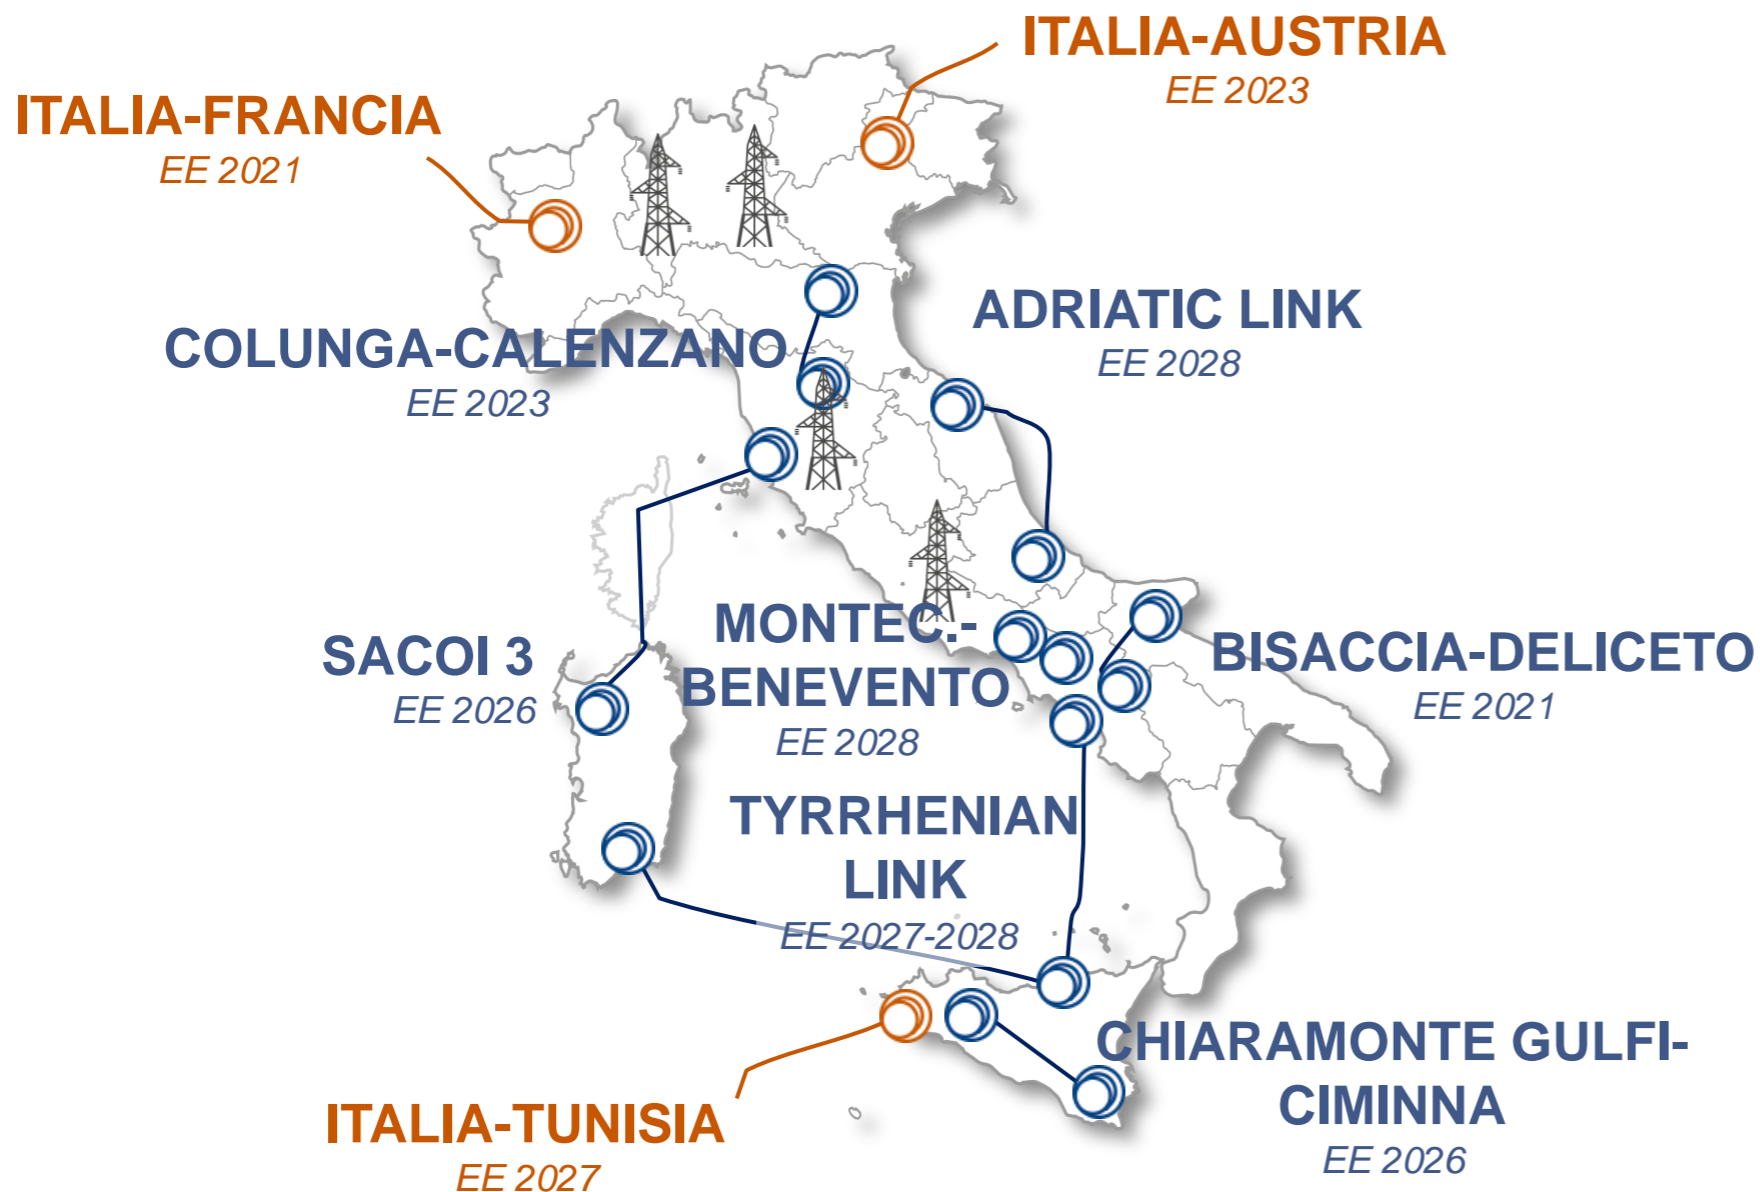 ITALIA-AUSTRIA
EE 2023
ITALIA-FRANCIA
EE 2021
ADRIATIC LINK
EE 2028
COLUNGA-CALENZANO
EE 2023
MONTEC.-
BENEVENTO
EE 2028
SACOI 3
EE 2026
BISACCIA-DELICETO
EE 2021
TYRRHENIAN
LINK
EE 2027-2028
CHIARAMONTE GULFI-
CIMINNA
EE 2026
ITALIA-TUNISIA
EE 2027